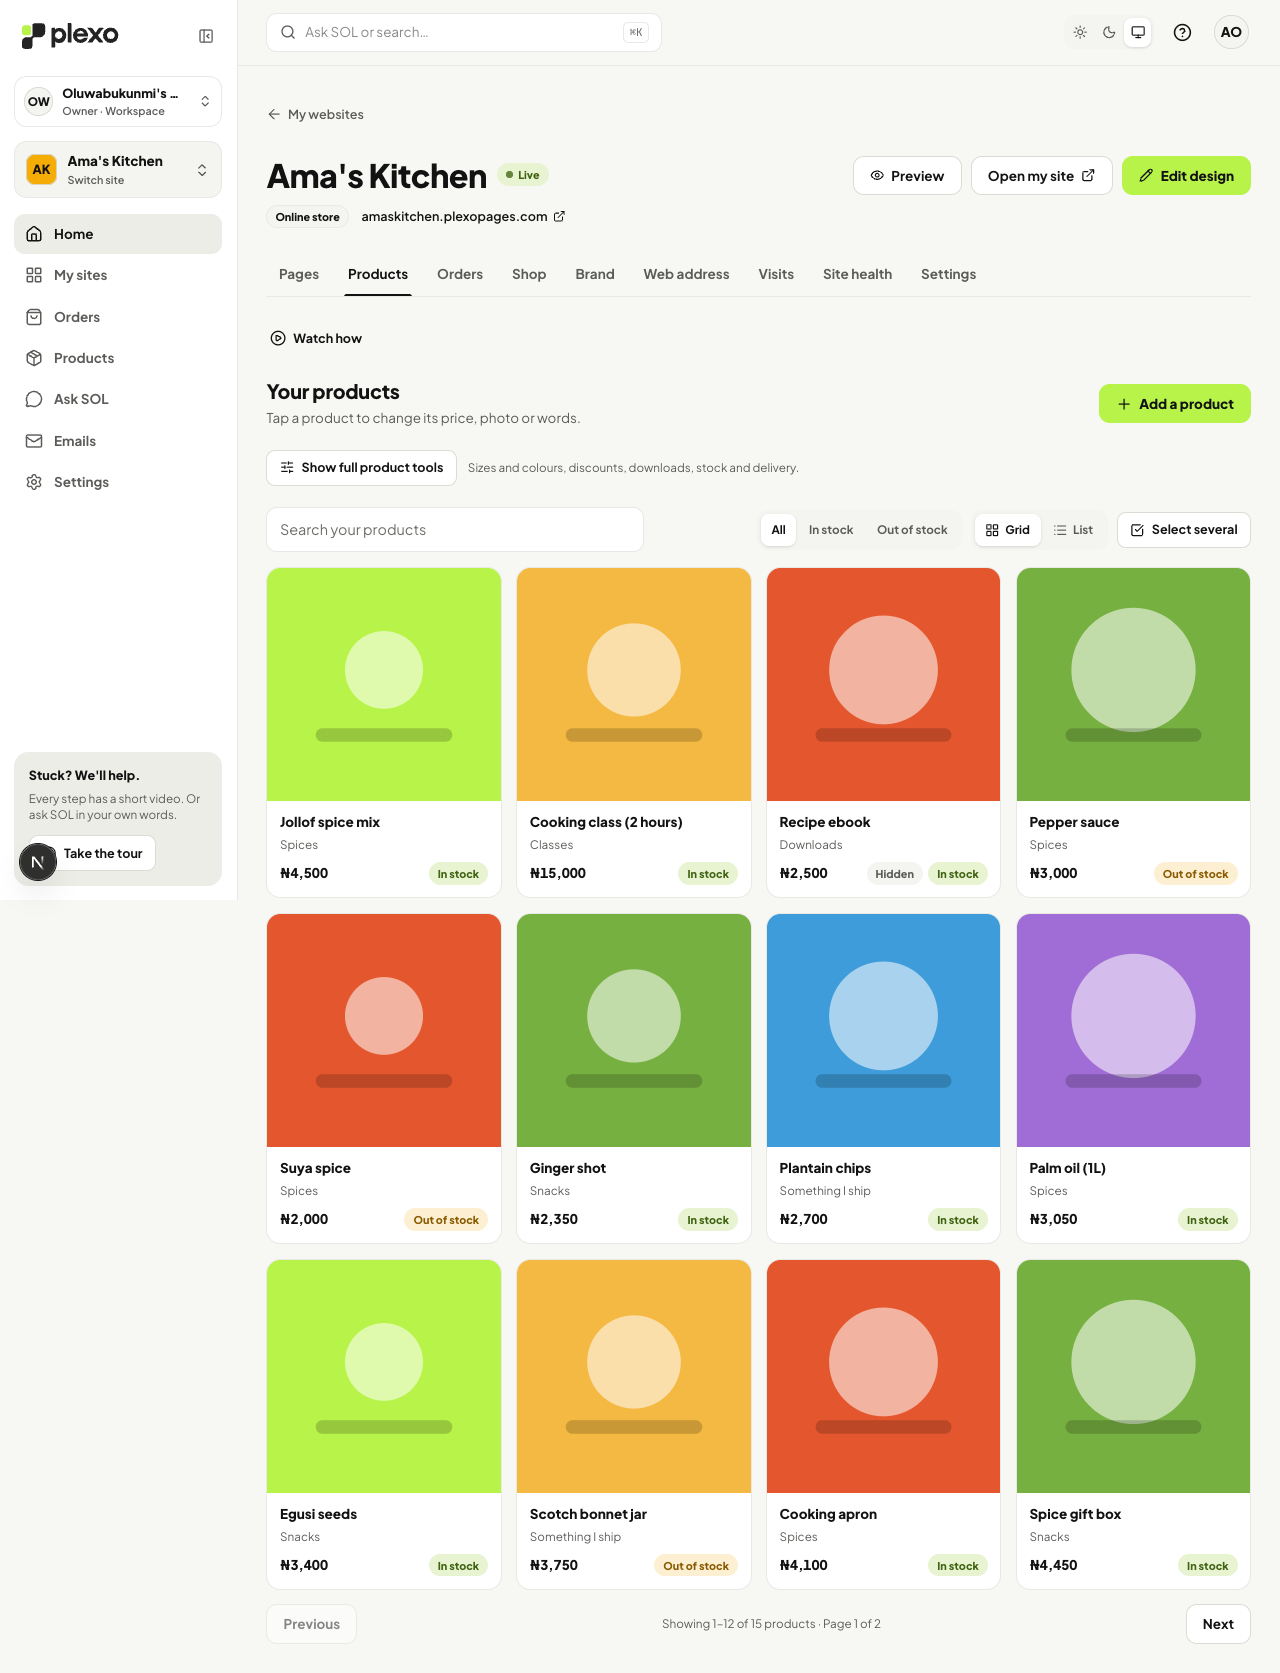 plexo
Ask SOL or search...
⌘K
AO
OW
Oluwabukunmi's ...
Owner · Workspace
AK
Ama's Kitchen
Switch site
Home
My sites
Orders
Products
Ask SOL
Emails
Settings
Stuck? We'll help.
Every step has a short video. Or
ask SOL in your own words.
N
Take the tour
My websites
Ama's Kitchen
Live
Preview
Open my site
Edit design
Online store
amaskitchen.plexopages.com
Pages
Products
Orders
Shop
Brand
Web address
Visits
Site health
Settings
Watch how
Your products
Tap a product to change its price, photo or words.
Add a product
Show full product tools
Sizes and colours, discounts, downloads, stock and delivery.
Search your products
All
In stock
Out of stock
Grid
List
Select several
Jollof spice mix
Spices
₦4,500
In stock
Cooking class (2 hours)
Classes
₦15,000
In stock
Recipe ebook
Downloads
₦2,500
Hidden
In stock
Pepper sauce
Spices
₦3,000
Out of stock
Suya spice
Spices
₦2,000
Out of stock
Ginger shot
Snacks
₦2,350
In stock
Plantain chips
Something I ship
₦2,700
In stock
Palm oil (1L)
Spices
₦3,050
In stock
Egusi seeds
Snacks
₦3,400
In stock
Scotch bonnet jar
Something I ship
₦3,750
Out of stock
Cooking apron
Spices
₦4,100
In stock
Spice gift box
Snacks
₦4,450
In stock
Previous
Showing 1–12 of 15 products · Page 1 of 2
Next